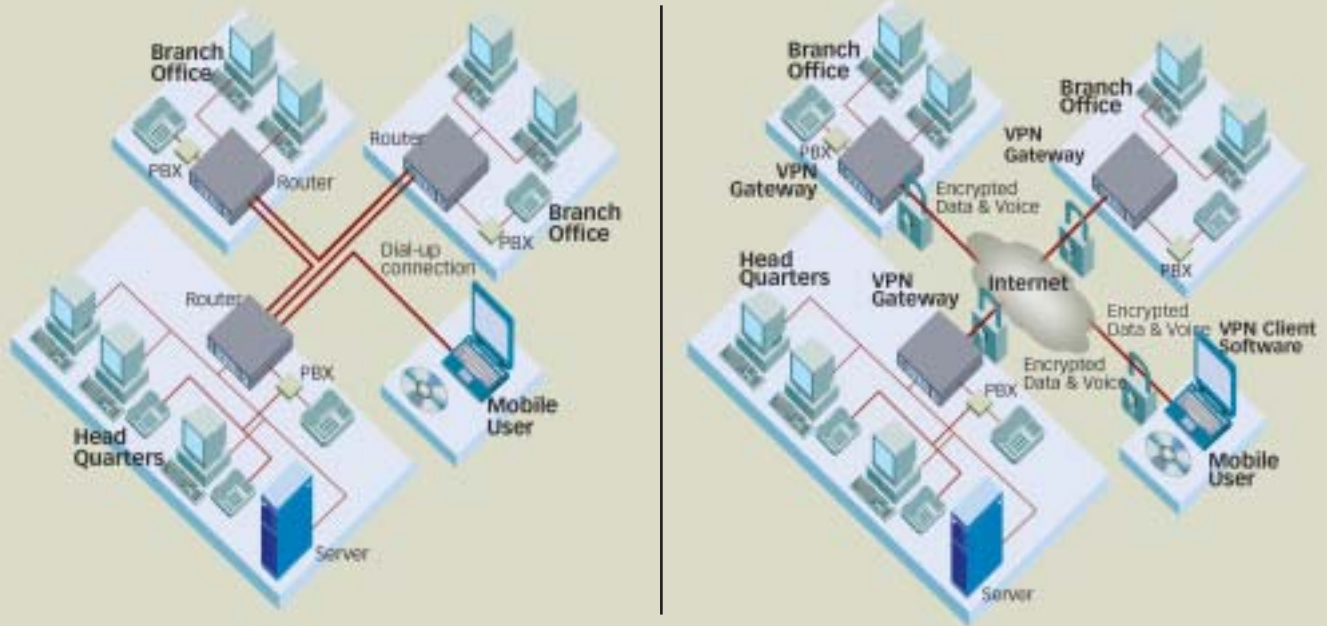 Branch
Office
Router
PBX
Router
PBX
Branch
Office
Dial-up
connection
Router
PBX
Mobile
User
Head
Quarters
Server
Branch
Office
Branch
Office
VPN
Gateway
PBX
VPN
Gateway
Encrypted
Data & Voice
PBX
Head
Quarters
VPN
Gateway
Internet
Encrypted
Data & Voice
VPN Client
Software
Encrypted
Data & Voice
PBX
Mobile
User
Server